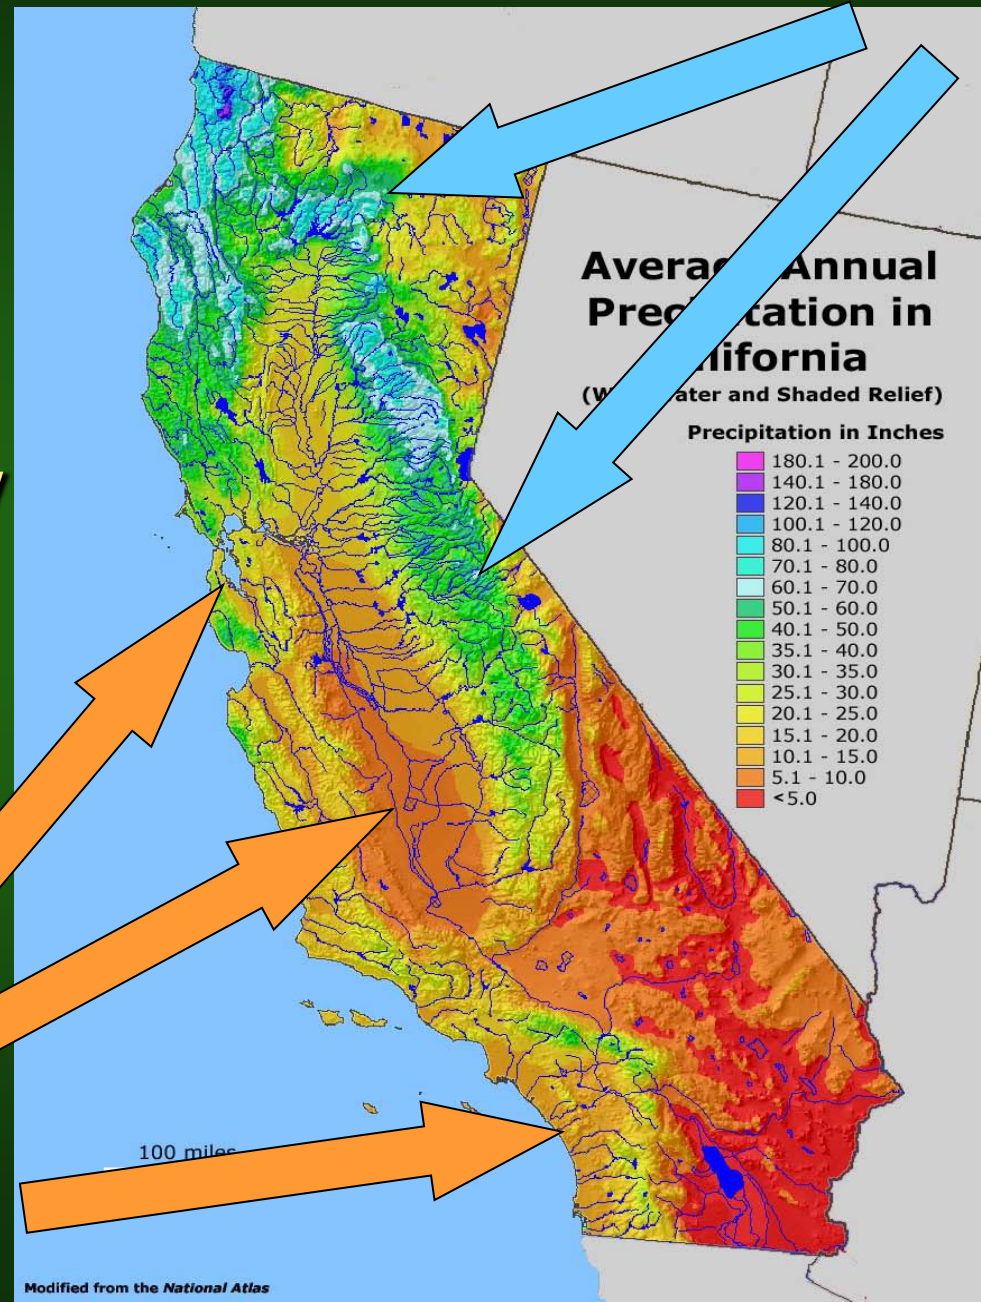 Avera Annual
Prec tation in
lifornia
(W ater and Shaded Relief)
Precipitation in Inches
180.1 - 200.0
140.1 - 180.0
120.1 - 140.0
100.1 - 120.0
80.1 - 100.0
70.1 - 80.0
60.1 - 70.0
50.1 - 60.0
40.1 - 50.0
35.1 - 40.0
30.1 - 35.0
25.1 - 30.0
20.1 - 25.0
15.1 - 20.0
10.1 - 15.0
5.1 - 10.0
<5.0
100 miles
Modified from the National Atlas